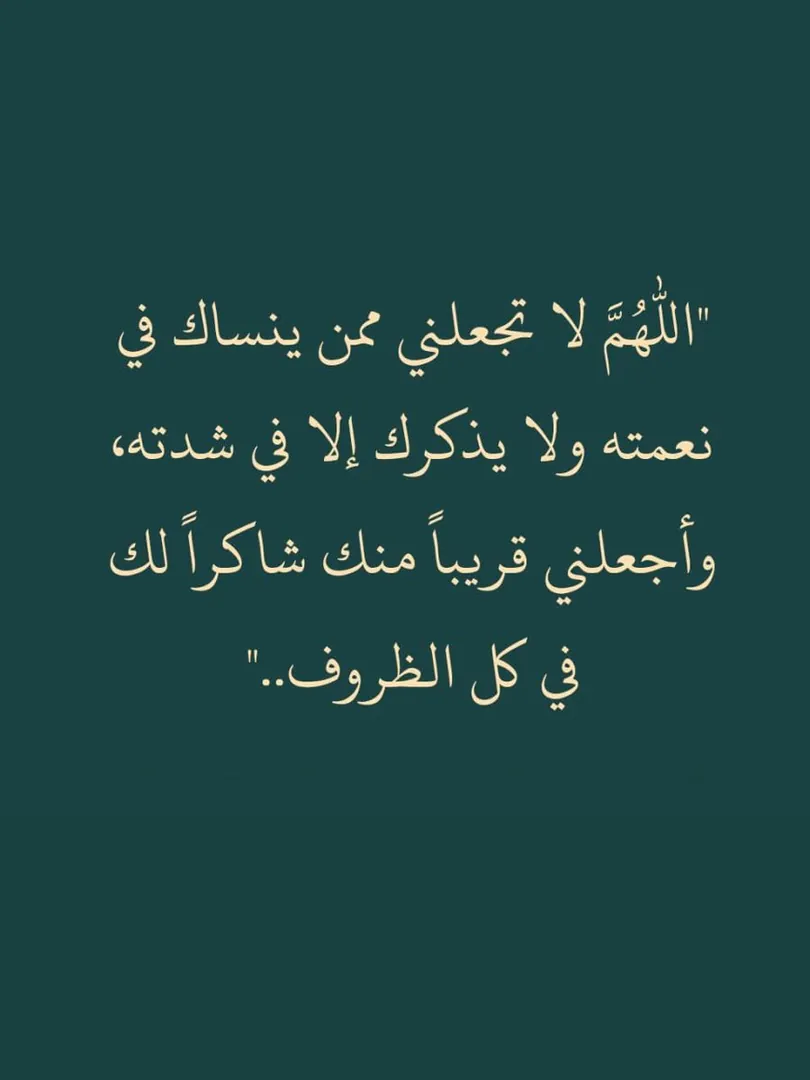 "اللّٰهُمَّ لا تجعلني ممن ينساك في
نعمته ولا يذكرك إلا في شدته،
وأجعلني قريباً منك شاكراً لك
في كل الظروف.."